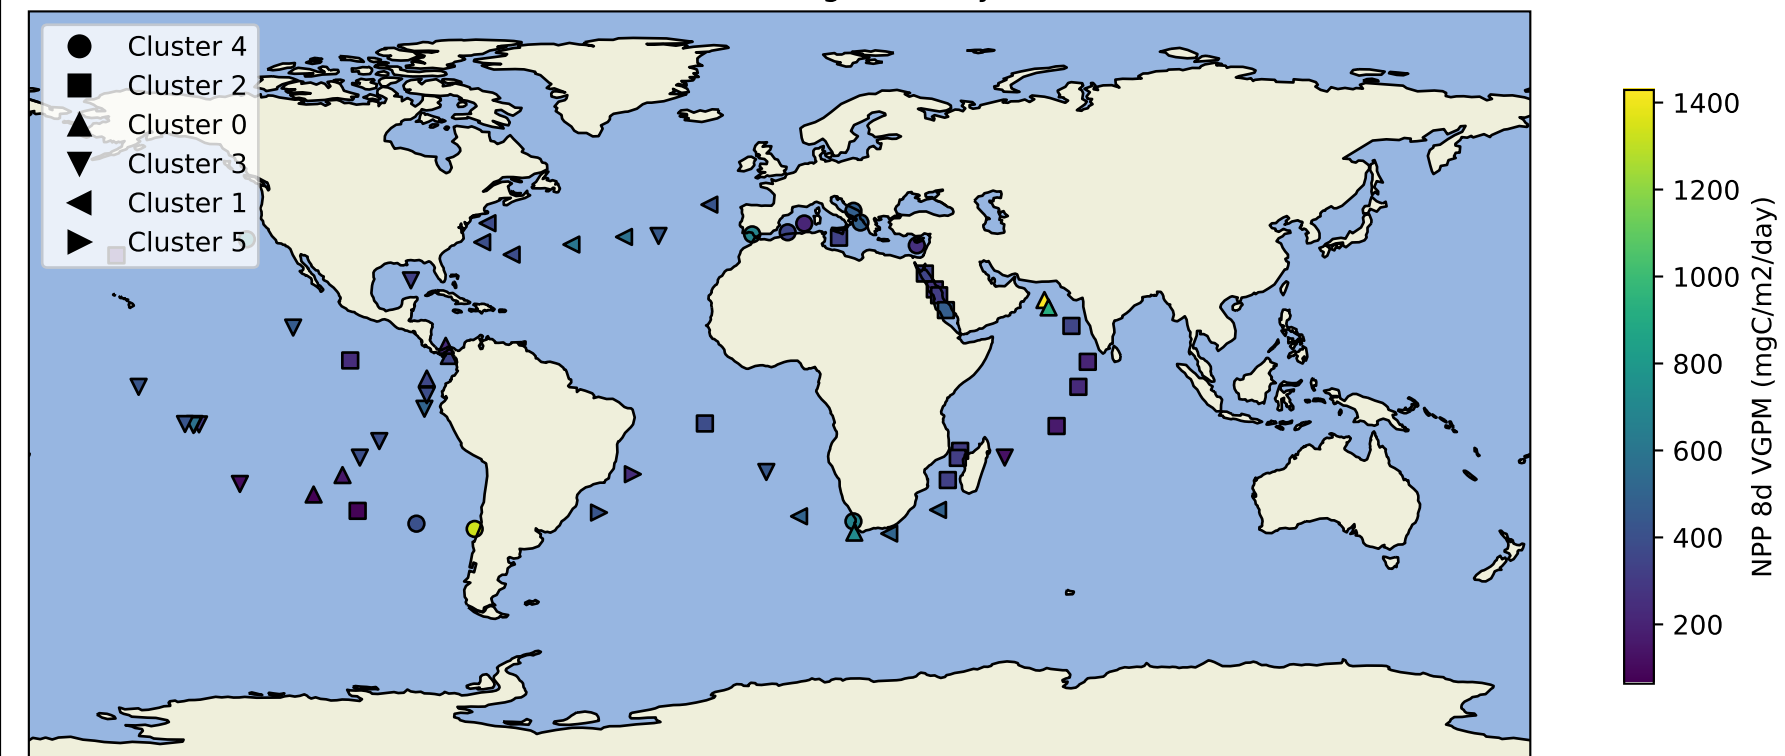 Cluster 4
Cluster 2
Cluster 0
Cluster 3
Cluster 1
Cluster 5
1400
1200
1000
800
600
400
200
NPP 8d VGPM (mgC/m2/day)